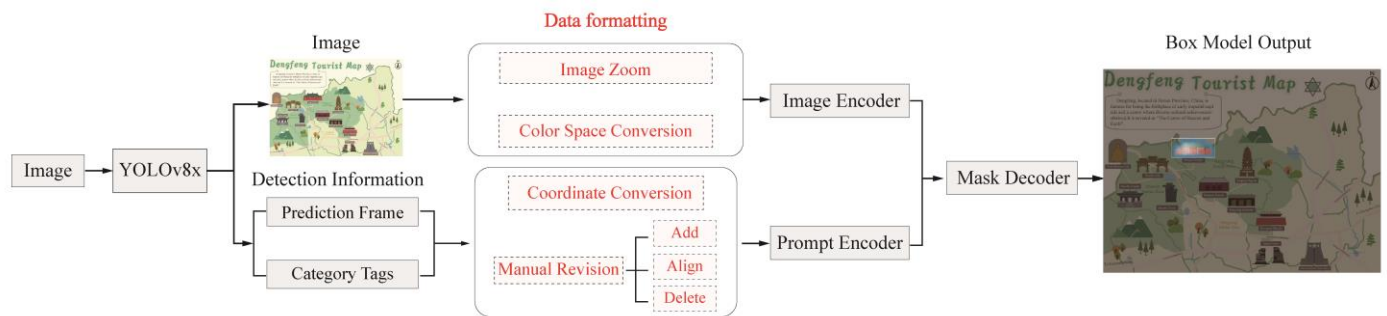 Data formatting
Image
Image Zoom
Color Space Conversion
Image
YOLOv8x
Detection Information
Prediction Frame
Category Tags
Coordinate Conversion
Manual Revision
Add
Align
Delete
Image Encoder
Prompt Encoder
Mask Decoder
Box Model Output
Dengfeng Tourist Map
Dengfeng Tourist Map
N